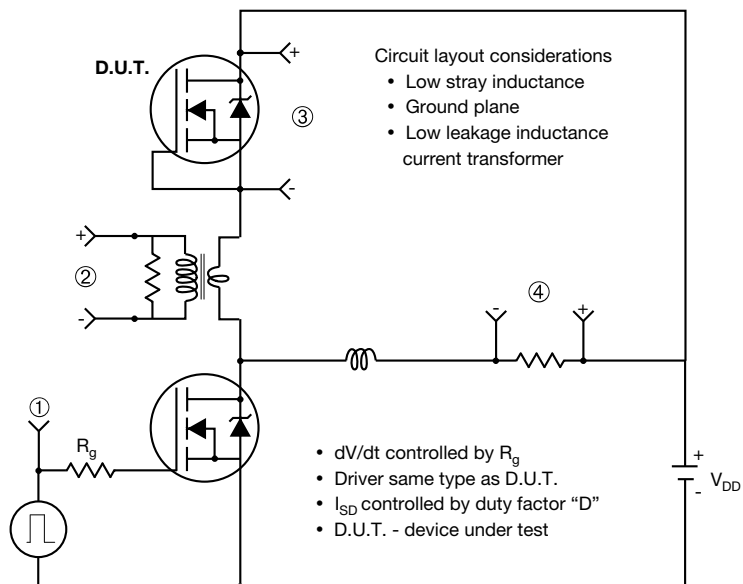 D.U.T.
+
③
-
Circuit layout considerations
• Low stray inductance
• Ground plane
• Low leakage inductance
current transformer
+
②
-
④
- +
①
R_g
• dV/dt controlled by R_g
• Driver same type as D.U.T.
• I_SD controlled by duty factor “D”
• D.U.T. - device under test
+
V_DD
-